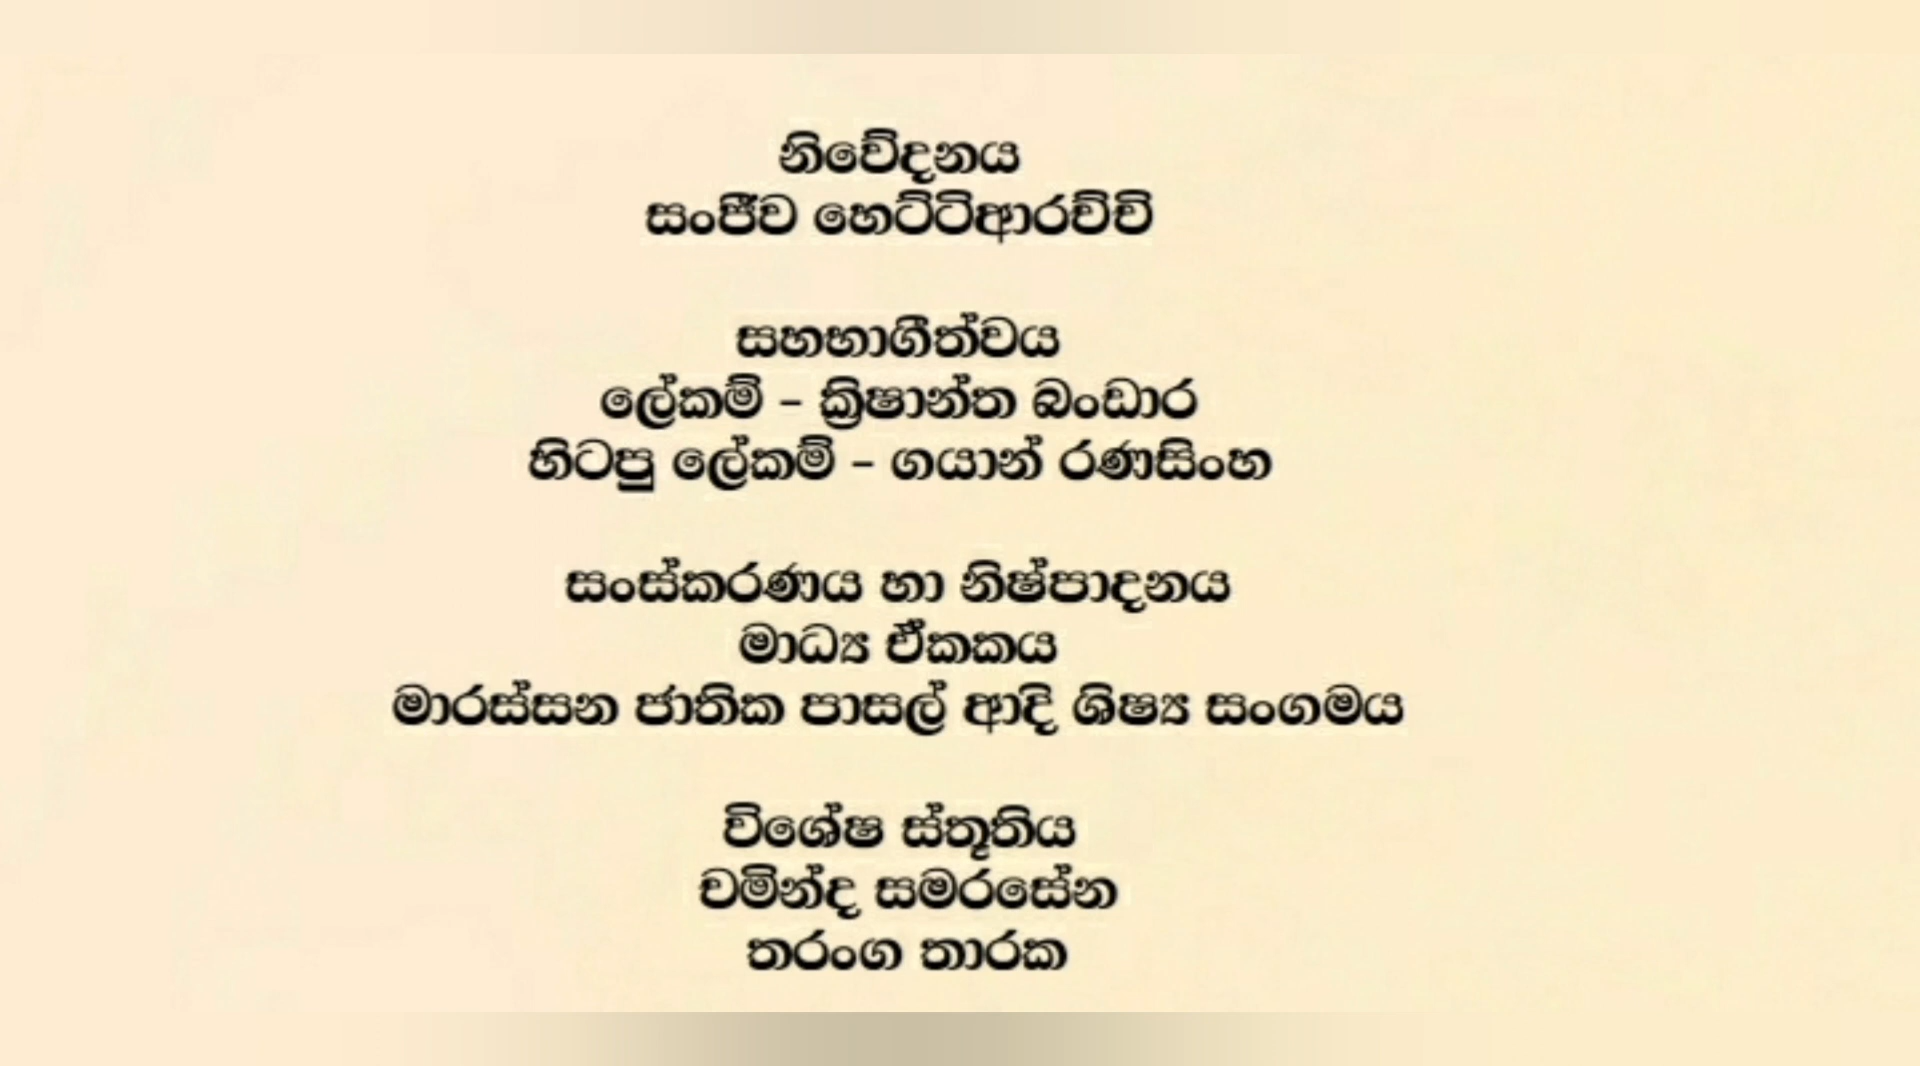 නිවේදනය
සංජීව හෙට්ටිආරච්චි
සහභාගීත්වය
ලේකම් – ක්‍රිෂාන්ත බංඩාර
හිටපු ලේකම් – ගයාන් රණසිංහ
සංස්කරණය හා නිෂ්පාදනය
මාධ්‍ය ඒකකය
මාරස්සන ජාතික පාසල් ආදි ශිෂ්‍ය සංගමය
විශේෂ ස්තූතිය
චමින්ද සමරසේන
තරංග තාරක